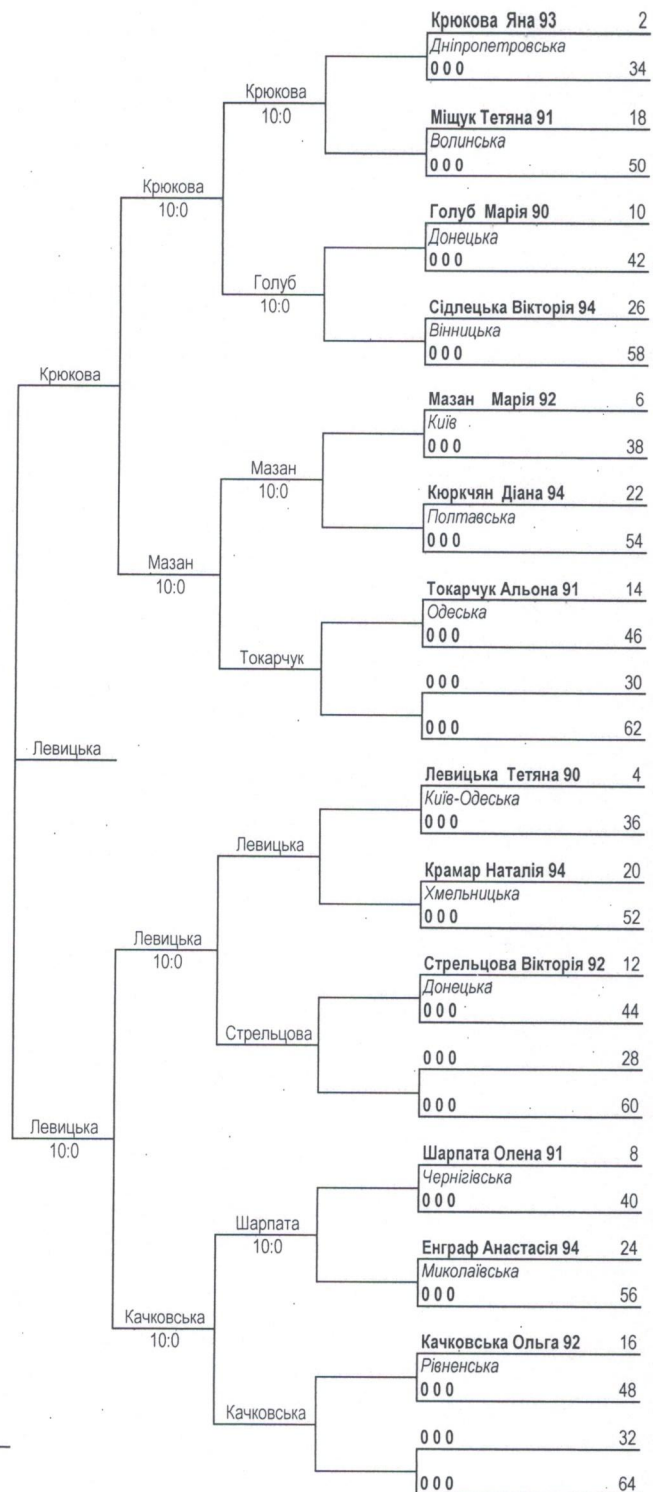 Крюкова Яна 93 2
Дніпропетровська
0 0 0 34
Крюкова
10:0
Міщук Тетяна 91 18
Волинська
0 0 0 50
Крюкова
10:0
Голуб Марія 90 10
Донецька
0 0 0 42
Голуб
10:0
Сідлецька Вікторія 94 26
Вінницька
0 0 0 58
Крюкова
Мазан Марія 92 6
Київ
0 0 0 38
Мазан
10:0
Кюркчян Діана 94 22
Полтавська
0 0 0 54
Мазан
10:0
Токарчук Альона 91 14
Одеська
0 0 0 46
Токарчук
0 0 0 30
0 0 0 62
Левицька
Левицька Тетяна 90 4
Київ-Одеська
0 0 0 36
Левицька
Крамар Наталія 94 20
Хмельницька
0 0 0 52
Левицька
10:0
Стрельцова Вікторія 92 12
Донецька
0 0 0 44
Стрельцова
0 0 0 28
0 0 0 60
Левицька
10:0
Шарпата Олена 91 8
Чернігівська
0 0 0 40
Шарпата
10:0
Енграф Анастасія 94 24
Миколаївська
0 0 0 56
Качковська
10:0
Качковська Ольга 92 16
Рівненська
0 0 0 48
Качковська
0 0 0 32
0 0 0 64